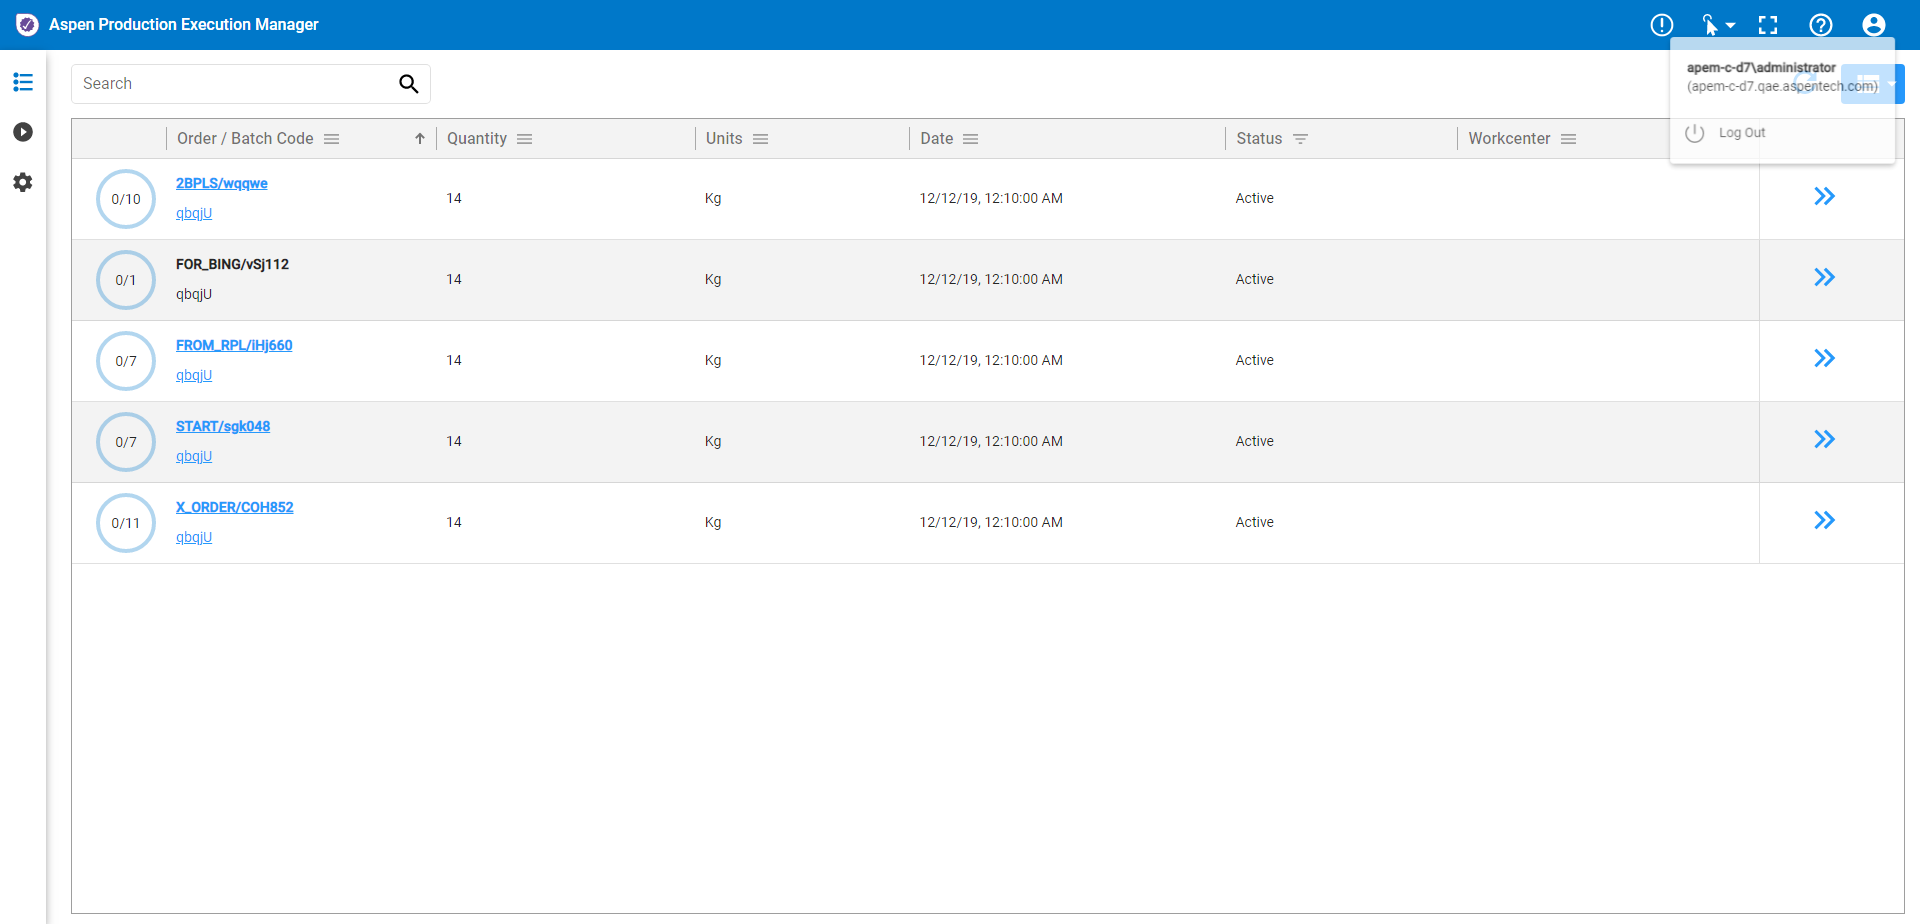 Aspen Production Execution Manager
apem-c-d7\administrator
(apem-c-d7.qae.aspentech.com)
Log Out
Search
Order / Batch Code Quantity Units Date Status Workcenter
0/10 2BPLS/wqqwe 14 Kg 12/12/19, 12:10:00 AM Active
qbqjU
0/1 FOR_BING/vSj112 14 Kg 12/12/19, 12:10:00 AM Active
qbqjU
0/7 FROM_RPL/iHj660 14 Kg 12/12/19, 12:10:00 AM Active
qbqjU
0/7 START/sgk048 14 Kg 12/12/19, 12:10:00 AM Active
qbqjU
0/11 X_ORDER/COH852 14 Kg 12/12/19, 12:10:00 AM Active
qbqjU